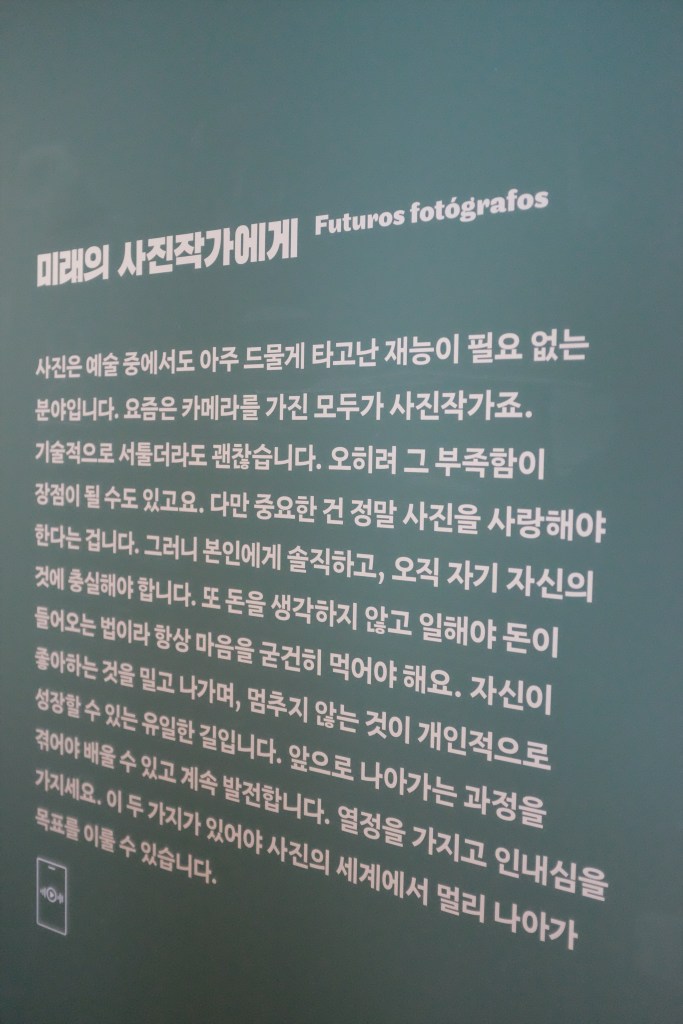 미래의 사진작가에게 Futuros fotógrafos
사진은 예술 중에서도 아주 드물게 타고난 재능이 필요 없는
분야입니다. 요즘은 카메라를 가진 모두가 사진작가죠.
기술적으로 서툴더라도 괜찮습니다. 오히려 그 부족함이
장점이 될 수도 있고요. 다만 중요한 건 정말 사진을 사랑해야
한다는 겁니다. 그러니 본인에게 솔직하고, 오직 자기 자신의
것에 충실해야 합니다. 또 돈을 생각하지 않고 일해야 돈이
들어오는 법이라 항상 마음을 굳건히 먹어야 해요. 자신이
좋아하는 것을 밀고 나가며, 멈추지 않는 것이 개인적으로
성장할 수 있는 유일한 길입니다. 앞으로 나아가는 과정을
겪어야 배울 수 있고 계속 발전합니다. 열정을 가지고 인내심을
가지세요. 이 두 가지가 있어야 사진의 세계에서 멀리 나아가
목표를 이룰 수 있습니다.